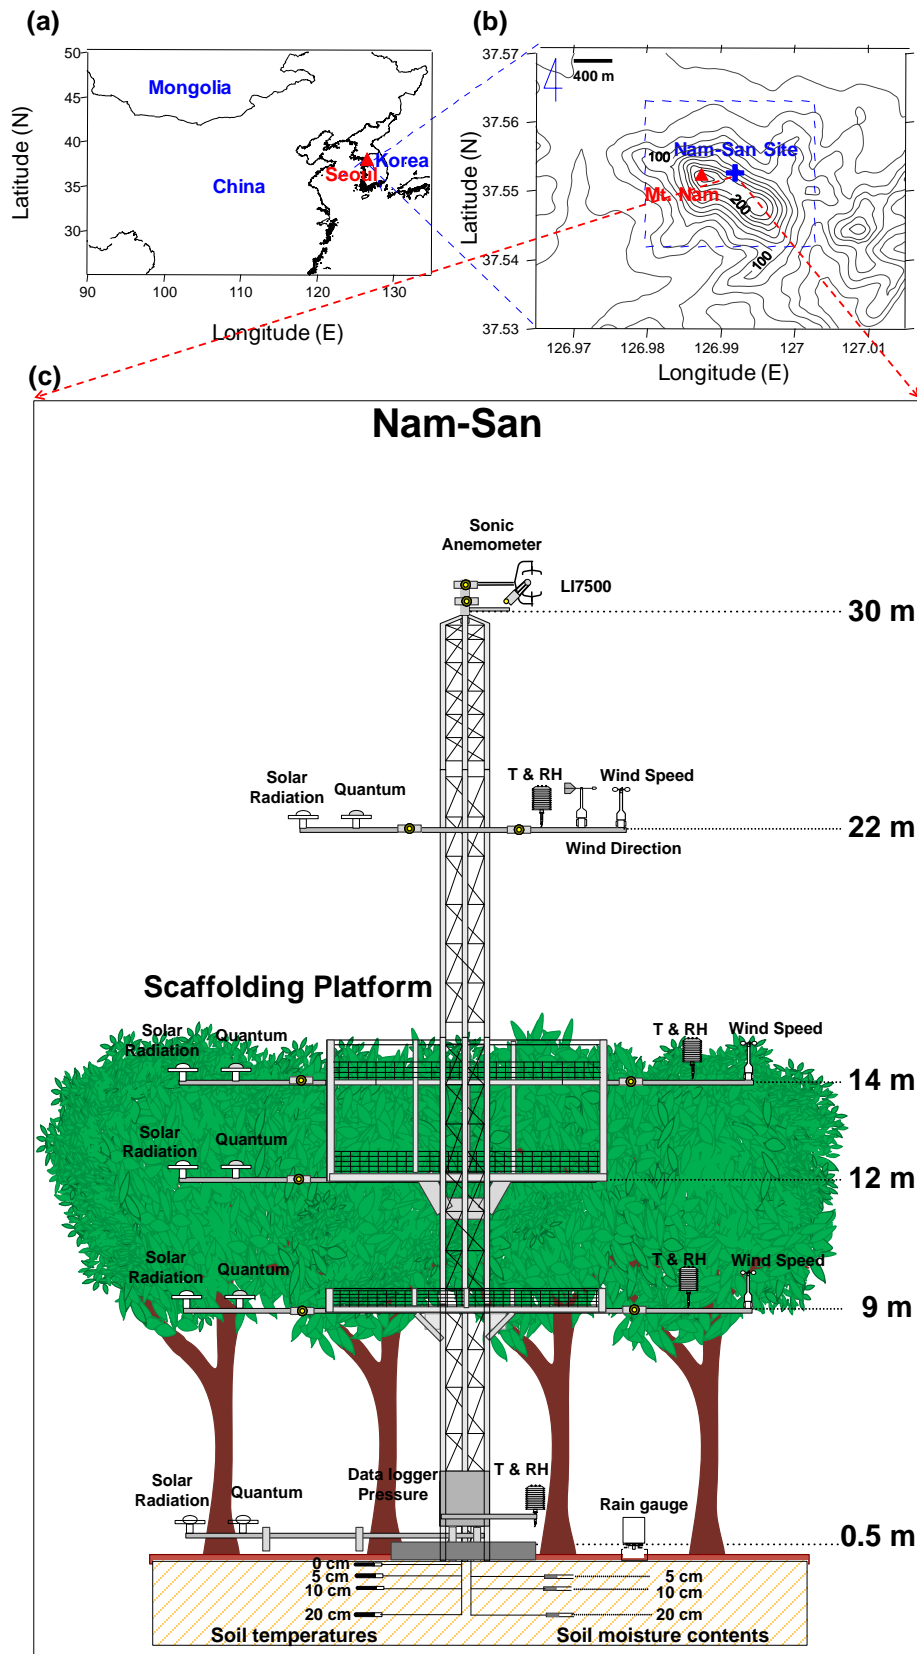 (a)
50
45
40
35
30
Latitude (N)
90
100
110
120
130
Longitude (E)
Mongolia
China
Korea
Seoul
(b)
37.57
37.56
37.55
37.54
37.53
Latitude (N)
126.97
126.98
126.99
127
127.01
Longitude (E)
400 m
100
Nam-San Site
Mt. Nam
200
100
(c)
Nam-San
Sonic
Anemometer
LI7500
30 m
Solar
Radiation
Quantum
T & RH
Wind Speed
22 m
Wind Direction
Scaffolding Platform
Solar
Radiation
Quantum
T & RH
Wind Speed
14 m
Solar
Radiation
Quantum
12 m
Solar
Radiation
Quantum
T & RH
Wind Speed
9 m
Solar
Radiation
Quantum
Data logger
Pressure
T & RH
Rain gauge
0.5 m
0 cm
5 cm
10 cm
20 cm
5 cm
10 cm
20 cm
Soil temperatures
Soil moisture contents